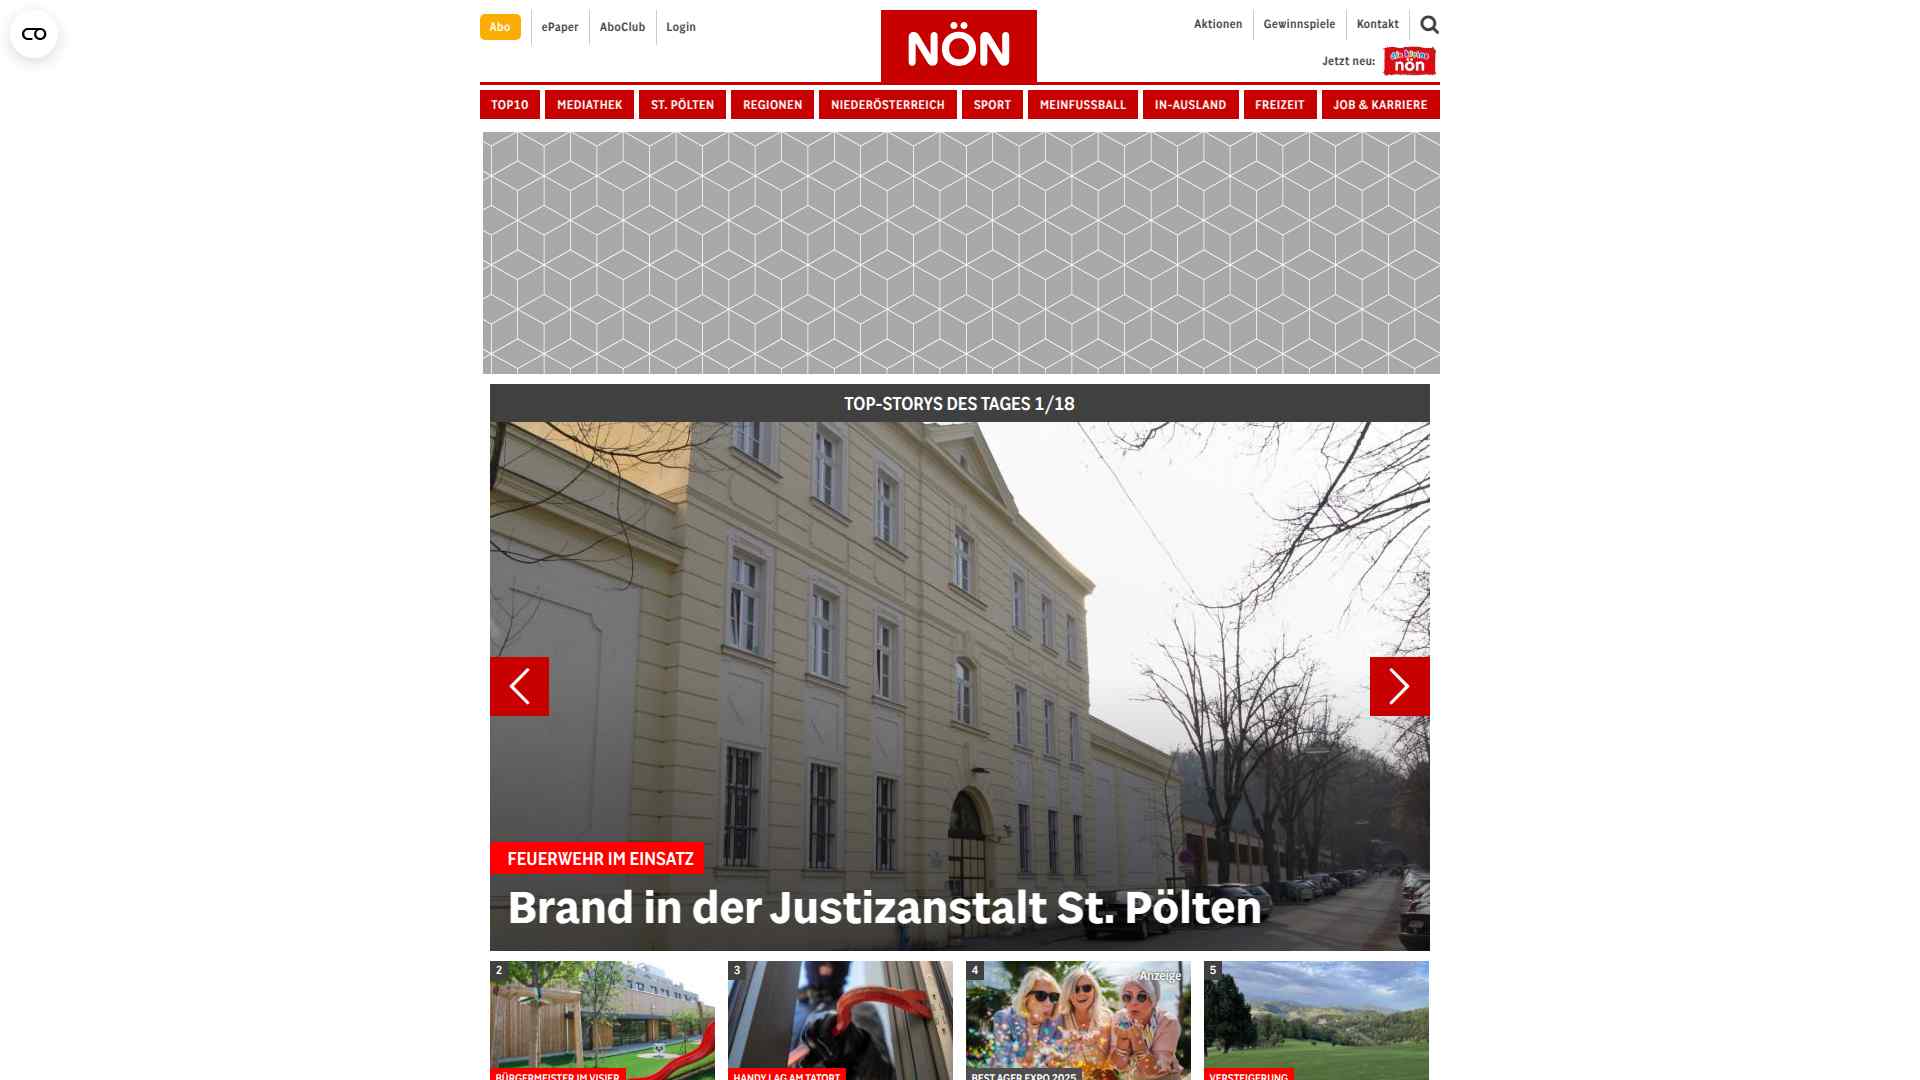 Abo
ePaper
AboClub
Login
NÖN
Aktionen
Gewinnspiele
Kontakt
Jetzt neu:
die kleine
nön
TOP10
MEDIATHEK
ST. PÖLTEN
REGIONEN
NIEDERÖSTERREICH
SPORT
MEINFUSSBALL
IN-AUSLAND
FREIZEIT
JOB & KARRIERE
TOP-STORYS DES TAGES 1/18
FEUERWEHR IM EINSATZ
Brand in der Justizanstalt St. Pölten
2
3
4
Anzeige
5
BÜRGERMEISTER IM VISIER
HANDY LAG AM TATORT
BEST AGER EXPO 2025
VERSTEIGERUNG